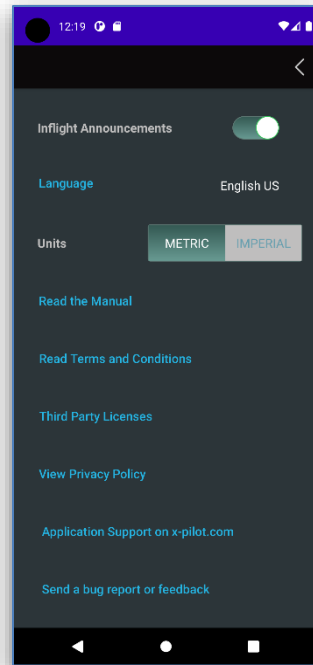 12:19
Inflight Announcements
Language English US
Units METRIC IMPERIAL
Read the Manual
Read Terms and Conditions
Third Party Licenses
View Privacy Policy
Application Support on x-pilot.com
Send a bug report or feedback